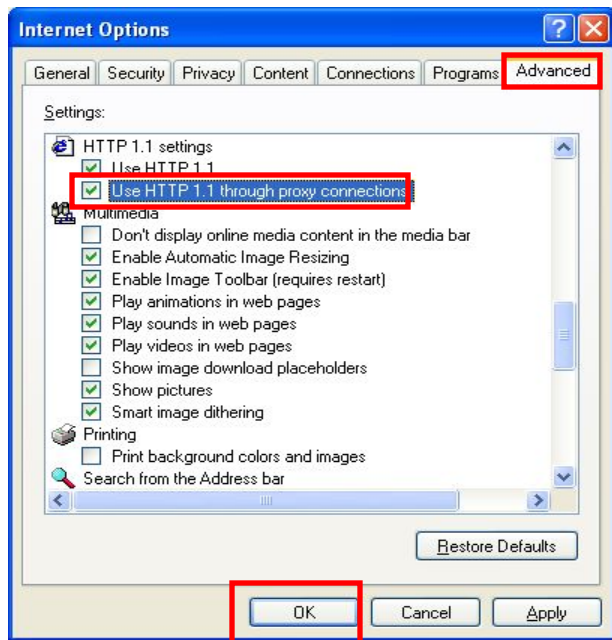 Internet Options
General Security Privacy Content Connections Programs Advanced
Settings:
HTTP 1.1 settings
Use HTTP 1.1
Use HTTP 1.1 through proxy connections
Multimedia
Don't display online media content in the media bar
Enable Automatic Image Resizing
Enable Image Toolbar (requires restart)
Play animations in web pages
Play sounds in web pages
Play videos in web pages
Show image download placeholders
Show pictures
Smart image dithering
Printing
Print background colors and images
Search from the Address bar
Restore Defaults
OK Cancel Apply